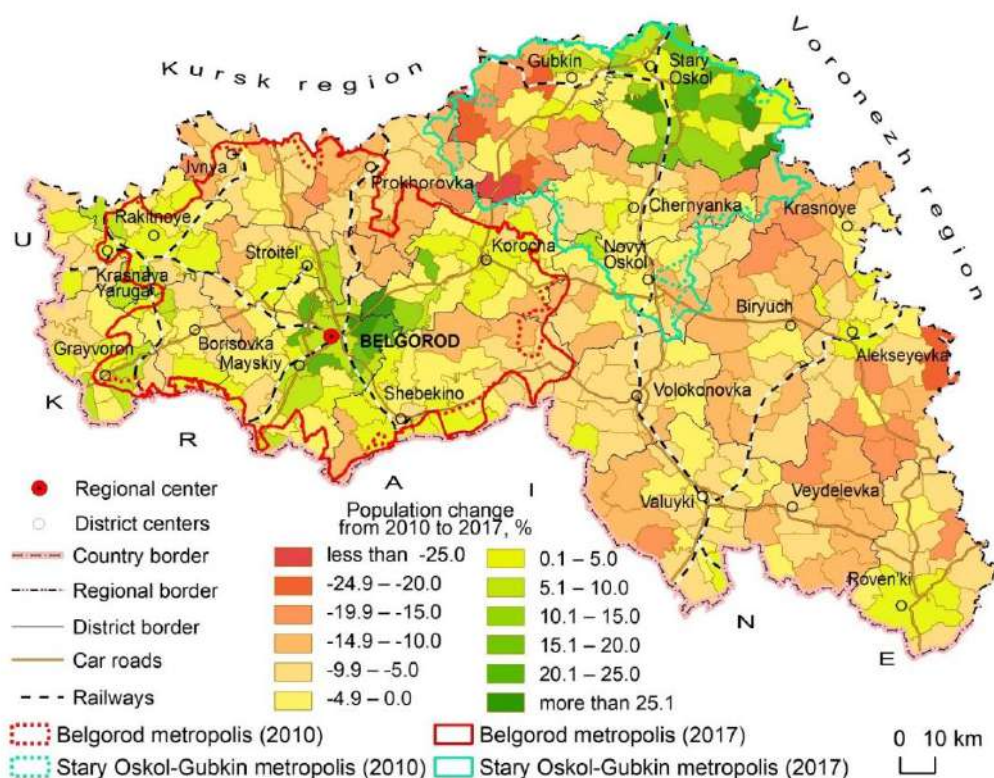 Kursk region
Voronezh region
Gubkin
Stary
Oskol
Ivnya
Prokhorovka
Chernyanka
Krasnoye
Rakitnoye
Stroitel'
Korocha
Novyi
Oskol
U
Krasnaya
Yaruga
Biryuch
Grayvoron
Borisovka
BELGOROD
Alekseyevka
Mayskiy
Shebekino
Volokonovka
K
R
A
I
N
E
Valuyki
Veydelevka
Roven'ki
Regional center
District centers
Country border
Regional border
District border
Car roads
Railways
Population change
from 2010 to 2017, %
less than -25.0
-24.9 – -20.0
-19.9 – -15.0
-14.9 – -10.0
-9.9 – -5.0
-4.9 – 0.0
0.1 – 5.0
5.1 – 10.0
10.1 – 15.0
15.1 – 20.0
20.1 – 25.0
more than 25.1
Belgorod metropolis (2010)
Belgorod metropolis (2017)
Stary Oskol-Gubkin metropolis (2010)
Stary Oskol-Gubkin metropolis (2017)
0 10 km